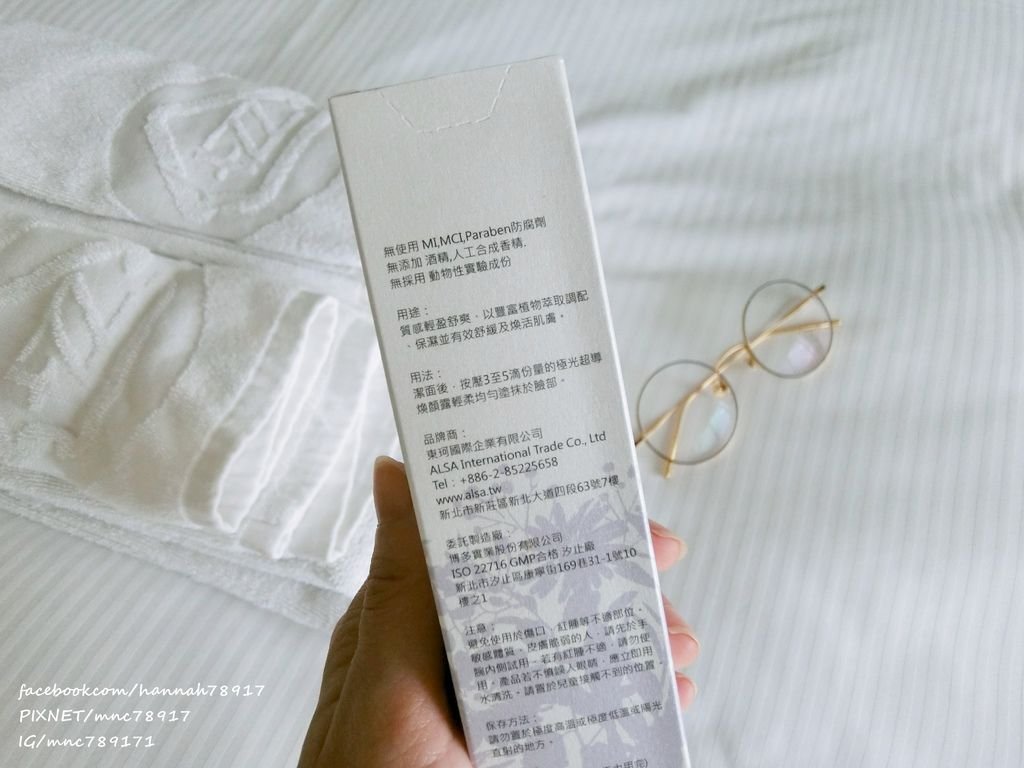 無使用 MI,MCI,Paraben防腐劑
無添加 酒精,人工合成香精.
無採用 動物性實驗成份
用途：
質感輕盈舒爽，以豐富植物萃取調配
、保濕並有效舒緩及煥活肌膚。
用法：
潔面後，按壓3至5滴份量的極光超導
煥顏露輕柔均勻塗抹於臉部。
品牌商：
東珂國際企業有限公司
ALSA International Trade Co., Ltd
Tel：+886-2-85225658
www.alsa.tw
新北市新莊區新北大道四段63號7樓
委託製造廠：
博多實業股份有限公司
ISO 22716 GMP合格 汐止廠
新北市汐止區康寧街169巷31-1號10
樓之1
注意：
避免使用於傷口、紅腫等不適部位。
敏感體質、皮膚脆弱的人，請先於手
腕內側試用，若有紅腫不適，請勿使
用。產品若不慎誤入眼睛，應立即用
水清洗。請置於兒童接觸不到的位置。
保存方法：
請勿置於極度高溫或極度低溫或陽光
直射的地方。
facebookcom/hannah78917
PIXNET/mnc78917
IG/mnc789171